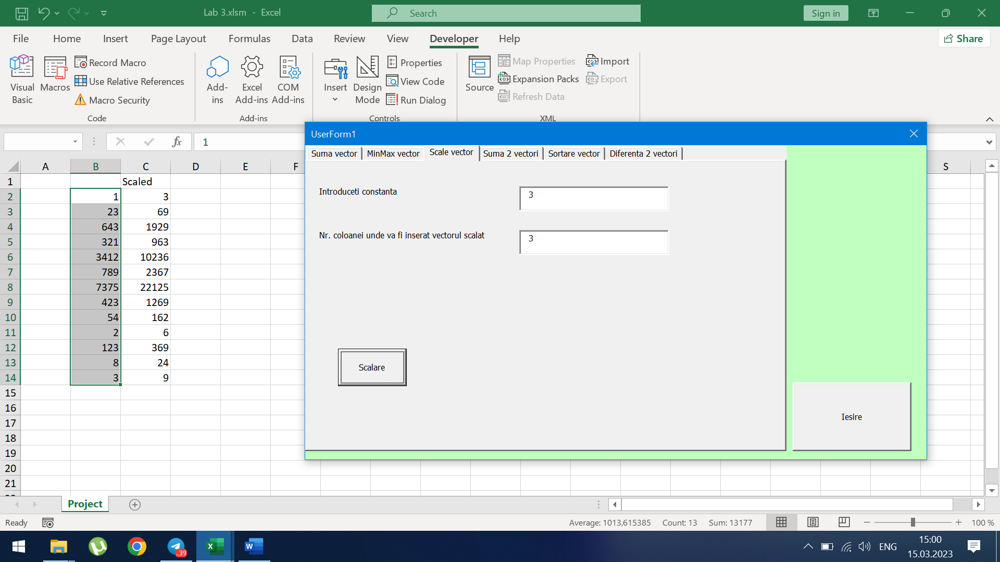 Lab 3.xlsm - Excel
Search
Sign in
File Home Insert Page Layout Formulas Data Review View Developer Help
Share
Visual Basic
Macros
Record Macro
Use Relative References
Macro Security
Code
Add-ins
Excel Add-ins
COM Add-ins
Add-ins
Insert
Design Mode
Properties
View Code
Run Dialog
Controls
Source
Map Properties
Expansion Packs
Refresh Data
Import
Export
XML
fx
1
UserForm1
Suma vector MinMax vector Scale vector Suma 2 vectori Sortare vector Diferenta 2 vectori
Introduceti constanta 3
Nr. coloanei unde va fi inserat vectorul scalat 3
Scalare
Iesire
A B C D E F S
1 Scaled
2 1 3
3 23 69
4 643 1929
5 321 963
6 3412 10236
7 789 2367
8 7375 22125
9 423 1269
10 54 162
11 2 6
12 123 369
13 8 24
14 3 9
15
16
17
18
19
20
21
Project
Ready
Average: 1013,615385 Count: 13 Sum: 13177
100 %
.39
ENG
15:00
15.03.2023